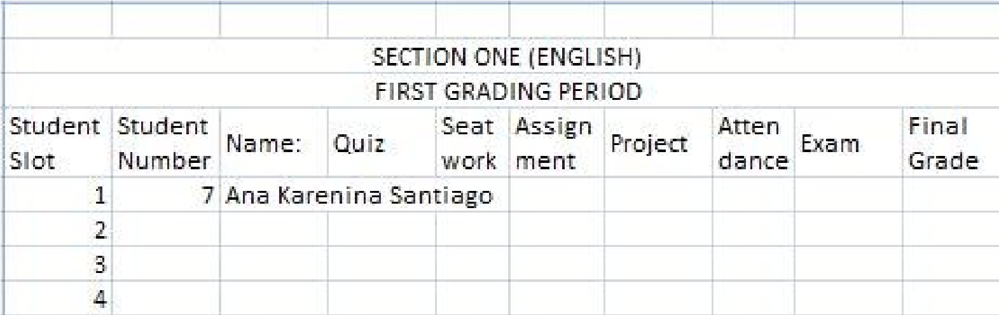 SECTION ONE (ENGLISH)
FIRST GRADING PERIOD
Student Slot Student Number Name: Quiz Seat work Assign ment Project Atten dance Exam Final Grade
1 7 Ana Karenina Santiago
2
3
4